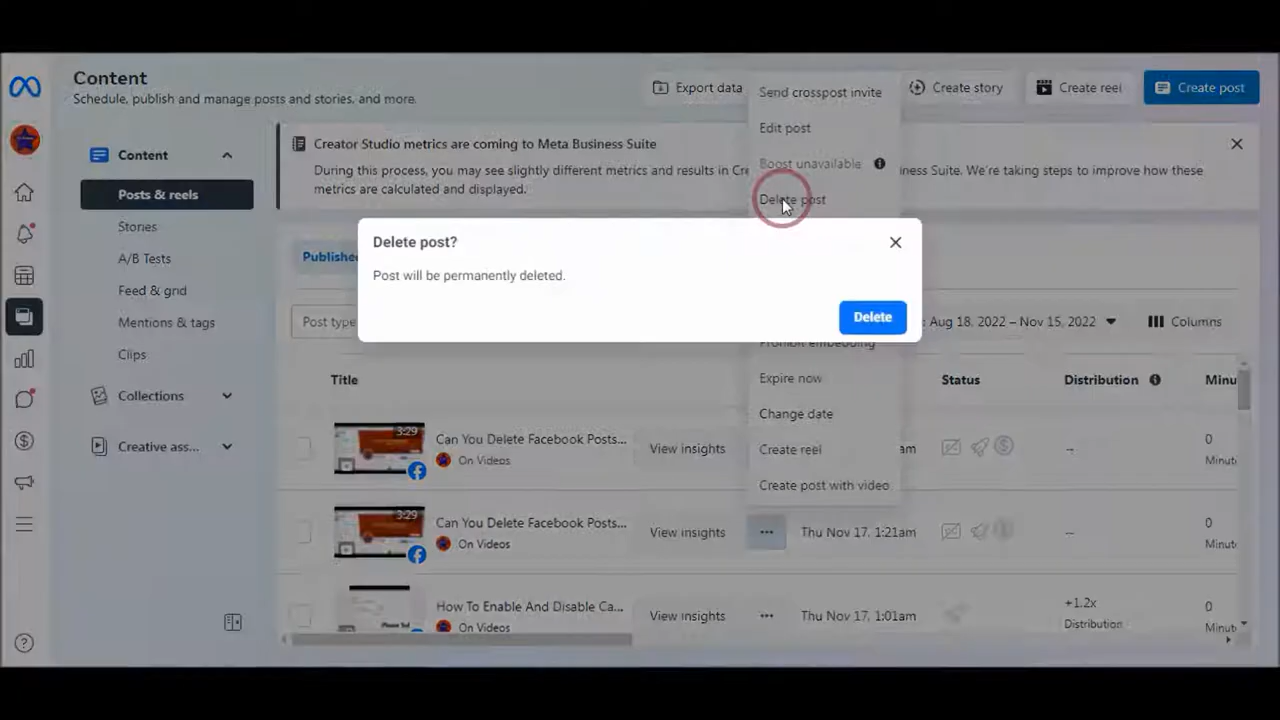 Content
Schedule, publish and manage posts and stories, and more.
Export data
Create story
Create reel
Create post
Send crosspost invite
Edit post
Boost unavailable
Delete post
Content
Posts & reels
Stories
A/B Tests
Feed & grid
Mentions & tags
Clips
Collections
Creative ass...
Creator Studio metrics are coming to Meta Business Suite
During this process, you may see slightly different metrics and results in Cre
ness Suite. We're taking steps to improve how these
metrics are calculated and displayed.
Published
Delete post?
Post will be permanently deleted.
Delete
Post type
: Aug 18, 2022 – Nov 15, 2022
Columns
Prohibit embedding
Expire now
Change date
Create reel
Create post with video
Title
Status
Distribution
Minu
3:29
Can You Delete Facebook Posts...
On Videos
View insights
am
--
0
Minut
3:29
Can You Delete Facebook Posts...
On Videos
View insights
...
Thu Nov 17, 1:21am
--
0
Minut
How To Enable And Disable Ca...
On Videos
View insights
...
Thu Nov 17, 1:01am
+1.2x
Distribution
0
Minut